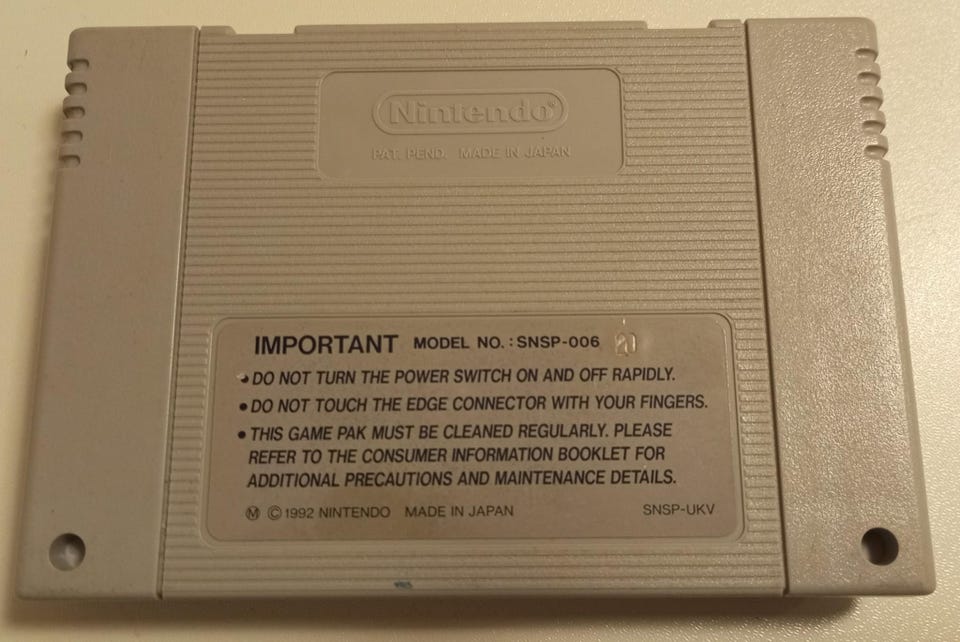 Nintendo®
PAT. PEND. MADE IN JAPAN
IMPORTANT MODEL NO. : SNSP-006 20
• DO NOT TURN THE POWER SWITCH ON AND OFF RAPIDLY.
• DO NOT TOUCH THE EDGE CONNECTOR WITH YOUR FINGERS.
• THIS GAME PAK MUST BE CLEANED REGULARLY. PLEASE
REFER TO THE CONSUMER INFORMATION BOOKLET FOR
ADDITIONAL PRECAUTIONS AND MAINTENANCE DETAILS.
Ⓜ © 1992 NINTENDO MADE IN JAPAN SNSP-UKV